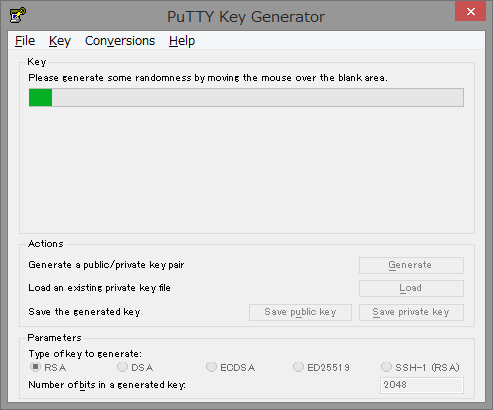 PuTTY Key Generator
File Key Conversions Help
Key
Please generate some randomness by moving the mouse over the blank area.
Actions
Generate a public/private key pair
Generate
Load an existing private key file
Load
Save the generated key
Save public key
Save private key
Parameters
Type of key to generate:
RSA DSA ECDSA ED25519 SSH-1 (RSA)
Number of bits in a generated key:
2048